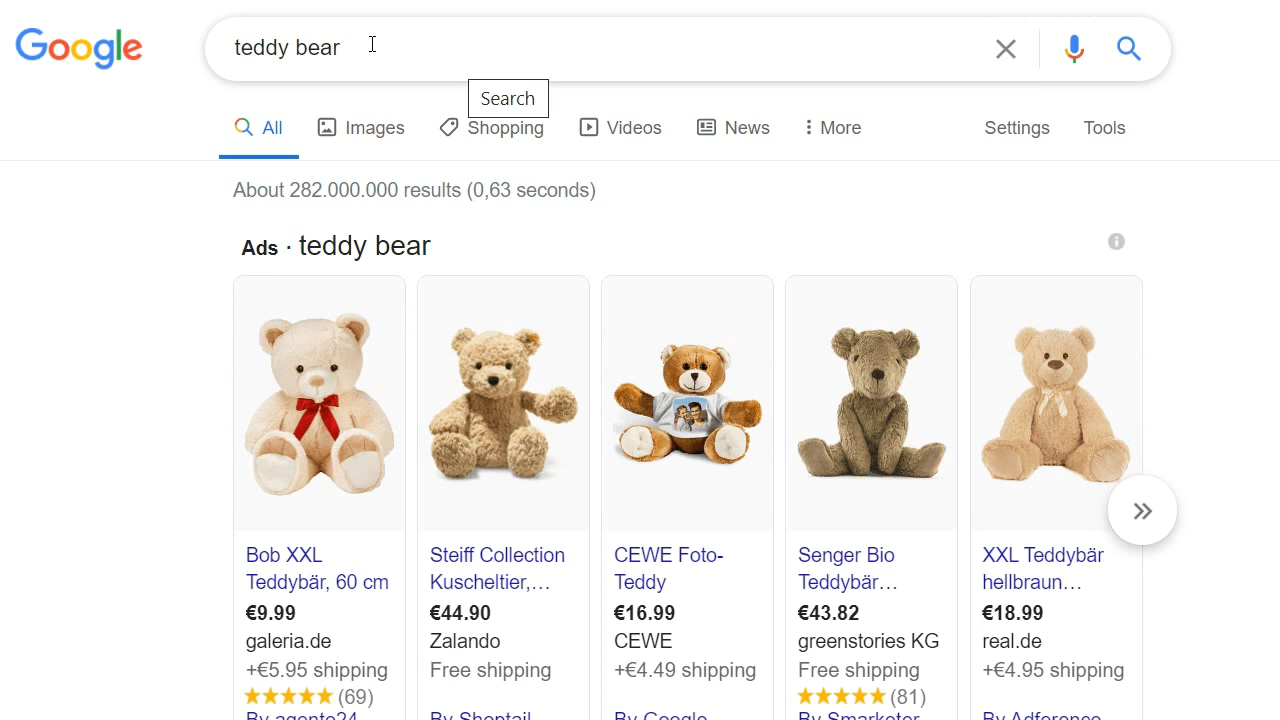 Google
teddy bear
Search
All
Images
Shopping
Videos
News
More
Settings
Tools
About 282.000.000 results (0,63 seconds)
Ads · teddy bear
Bob XXL
Teddybär, 60 cm
€9.99
galeria.de
+€5.95 shipping
(69)
By agento24
Steiff Collection
Kuscheltier,...
€44.90
Zalando
Free shipping
By Shoptail
CEWE Foto-
Teddy
€16.99
CEWE
+€4.49 shipping
By Google
Senger Bio
Teddybär...
€43.82
greenstories KG
Free shipping
(81)
By Smarketer
XXL Teddybär
hellbraun...
€18.99
real.de
+€4.95 shipping
By Adference